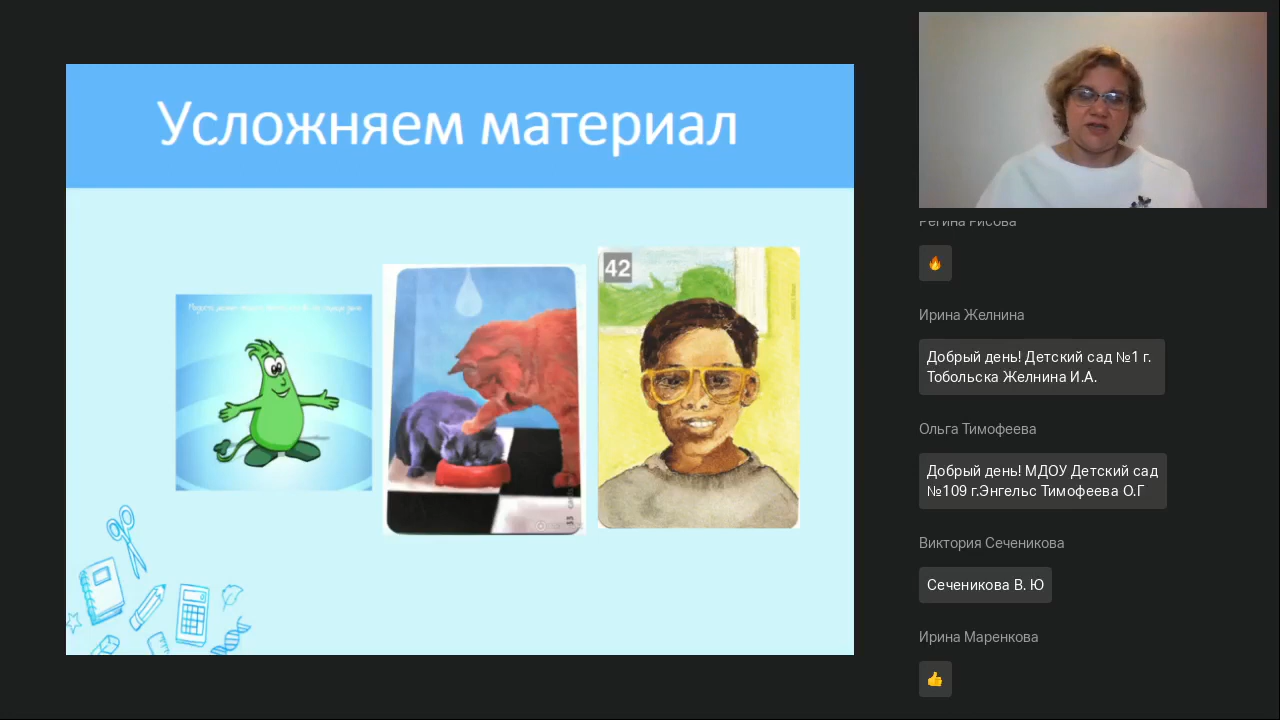 Усложняем материал
42
33
Регина Рисова
Ирина Желнина
Добрый день! Детский сад №1 г.
Тобольска Желнина И.А.
Ольга Тимофеева
Добрый день! МДОУ Детский сад
№109 г.Энгельс Тимофеева О.Г
Виктория Сеченикова
Сеченикова В. Ю
Ирина Маренкова